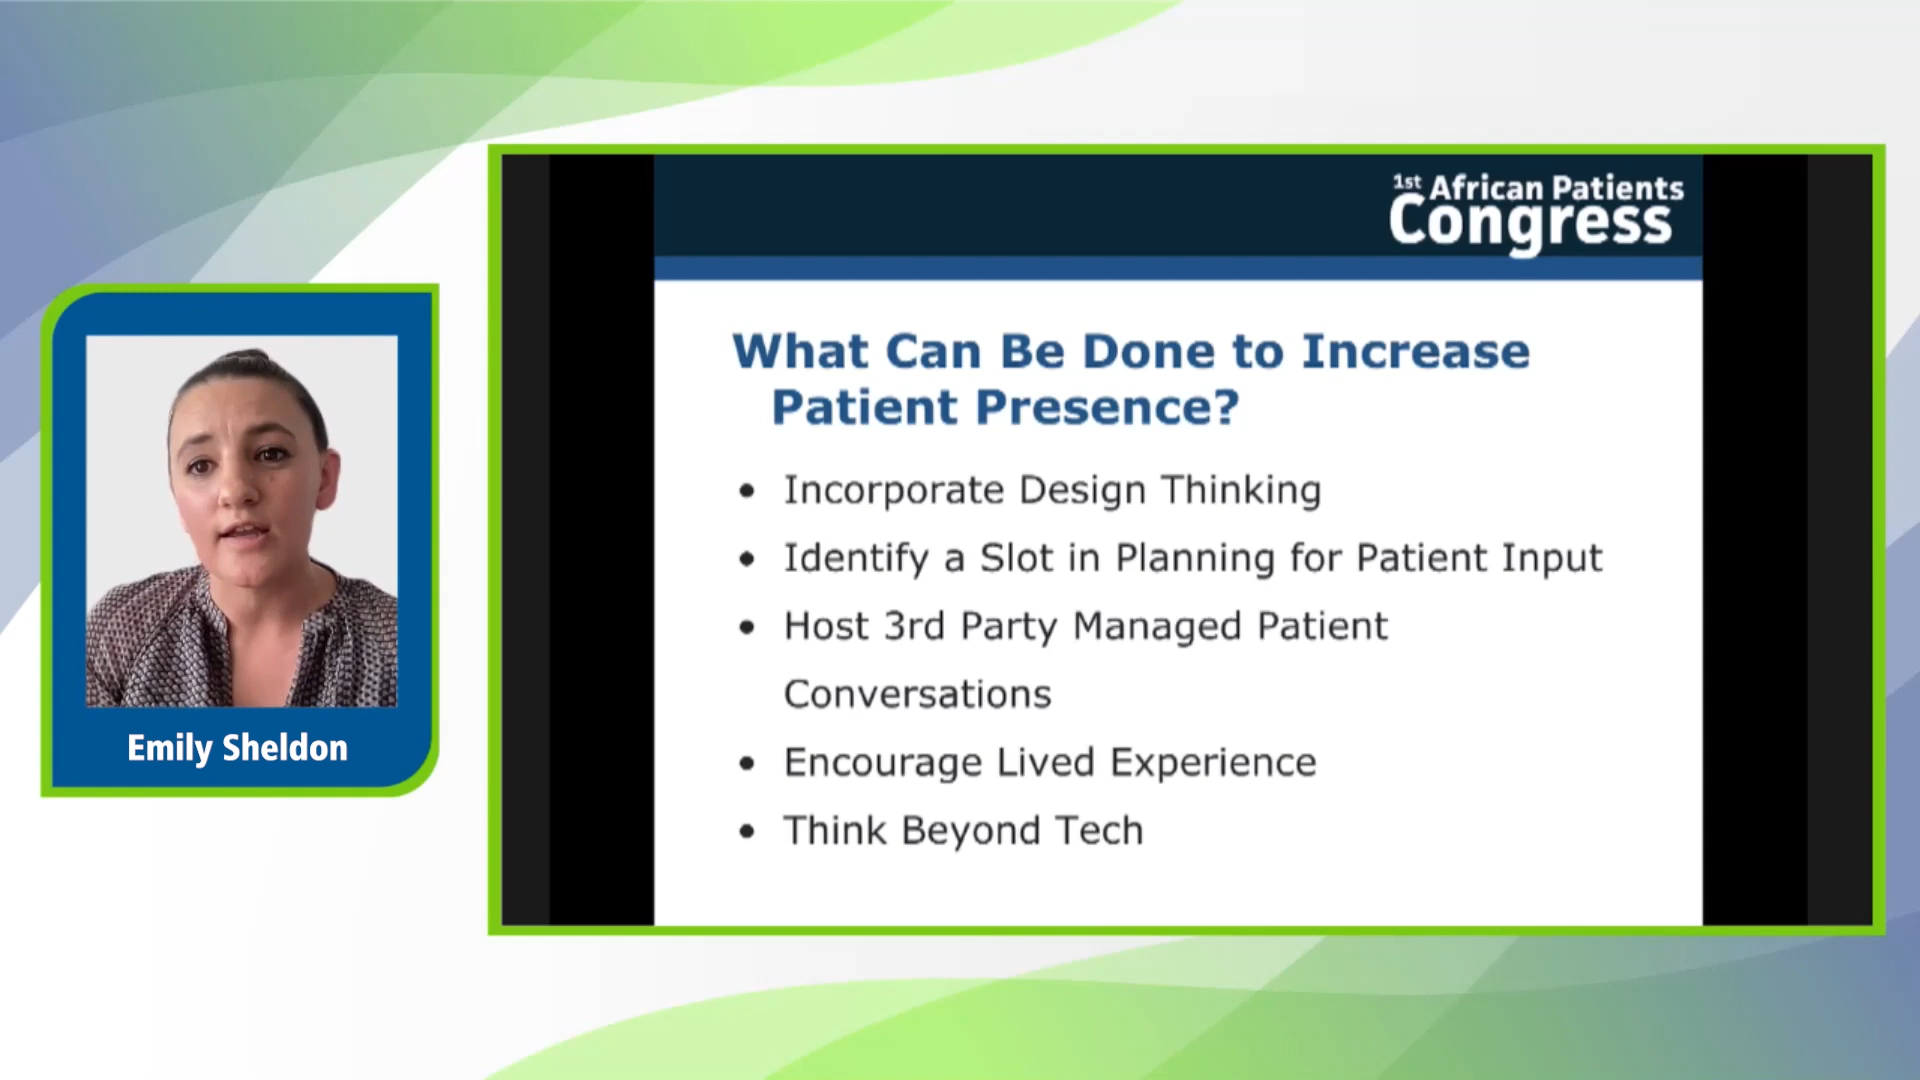 1st African Patients
Congress
What Can Be Done to Increase
Patient Presence?
• Incorporate Design Thinking
• Identify a Slot in Planning for Patient Input
• Host 3rd Party Managed Patient
Conversations
• Encourage Lived Experience
• Think Beyond Tech
Emily Sheldon